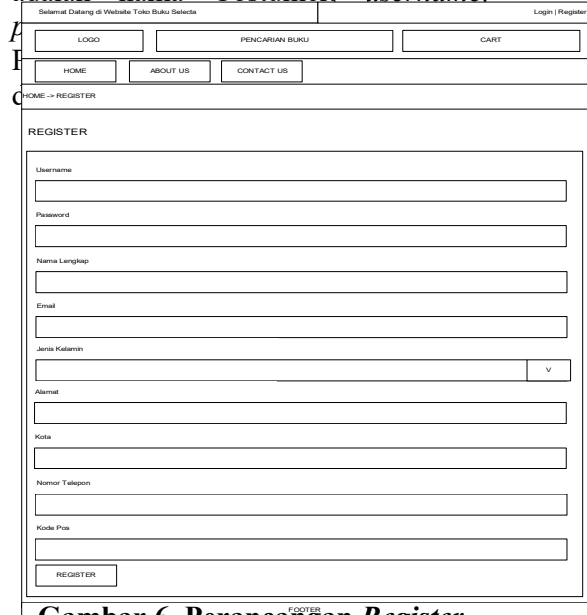 Selamat Datang di Website Toko Buku Selecta Login | Register
LOGO PENCARIAN BUKU CART
HOME ABOUT US CONTACT US
HOME -> REGISTER
REGISTER
Username
Password
Nama Lengkap
Email
Jenis Kelamin
V
Alamat
Kota
Nomor Telepon
Kode Pos
REGISTER
FOOTER
Gambar 6. Perancangan Register